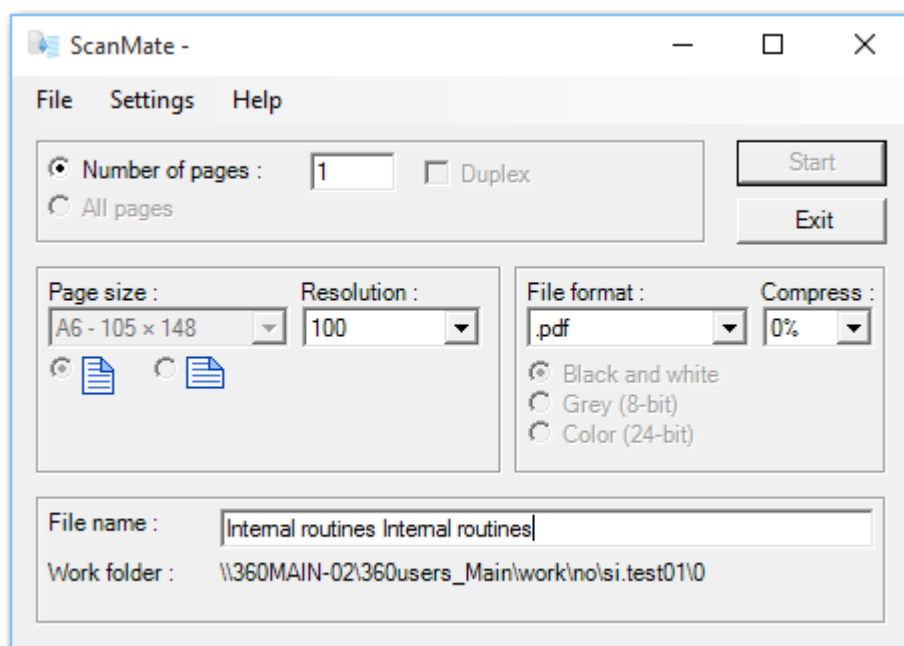 ScanMate -
File Settings Help
Number of pages : 1 Duplex
All pages
Start
Exit
Page size : Resolution :
A6 - 105 × 148 100
File format : Compress :
.pdf 0%
Black and white
Grey (8-bit)
Color (24-bit)
File name : Internal routines Internal routines
Work folder : \\360MAIN-02\360users_Main\work\no\si.test01\0